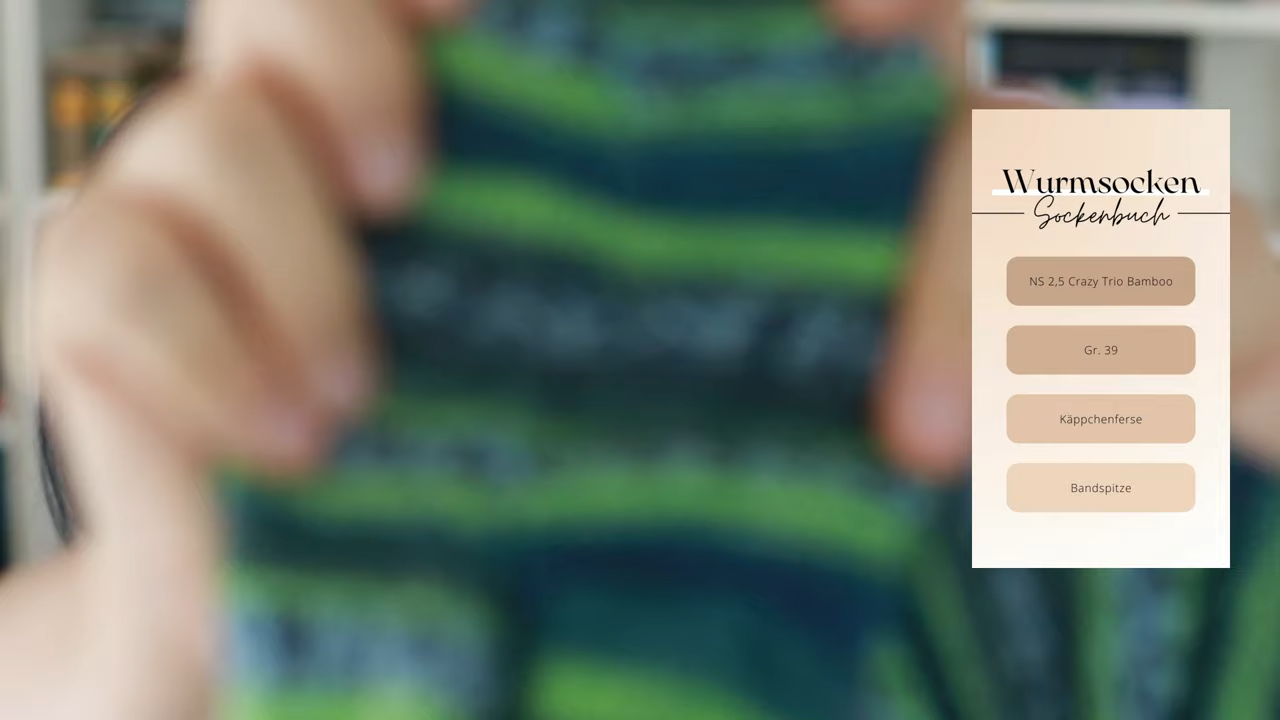 Wurmsocken
Sockenbuch
NS 2,5 Crazy Trio Bamboo
Gr. 39
Käppchenferse
Bandspitze